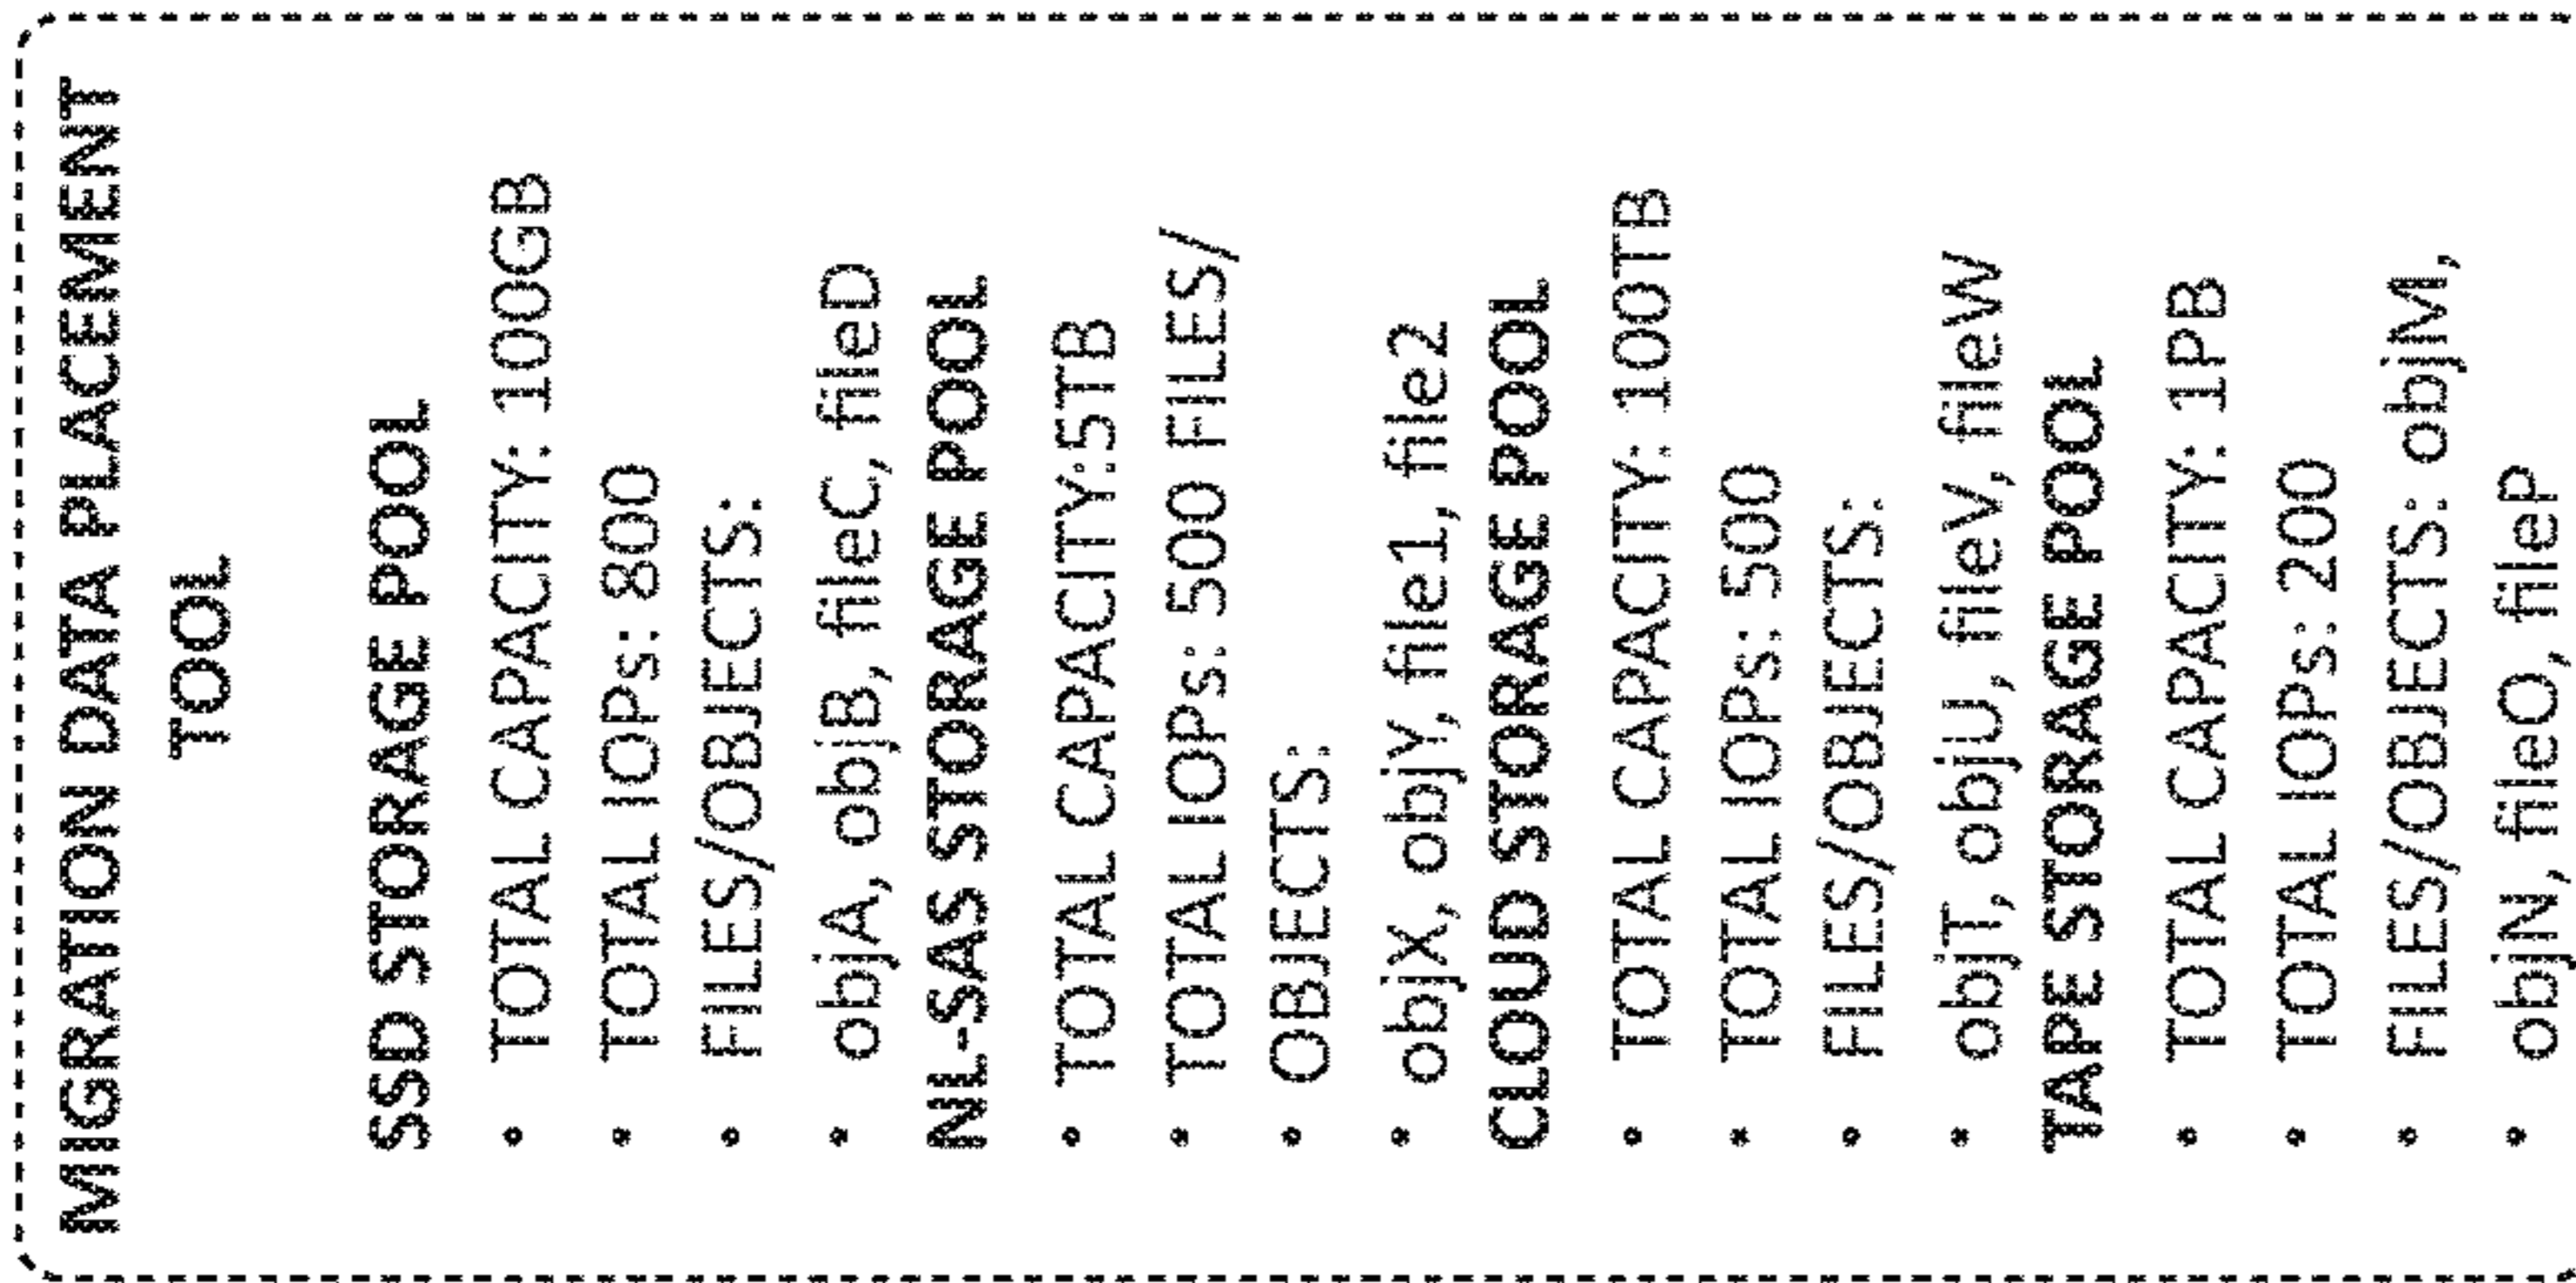 MIGRATION DATA PLACEMENT
TOOL
SSD STORAGE POOL
• TOTAL CAPACITY: 100GB
• TOTAL IOPs: 800
• FILES/OBJECTS:
• objA, objB, fileC, fileD
NL-SAS STORAGE POOL
• TOTAL CAPACITY:5TB
• TOTAL IOPs: 500 FILES/
• OBJECTS:
• objX, objY, file1, file2
CLOUD STORAGE POOL
• TOTAL CAPACITY: 100TB
• TOTAL IOPs: 500
• FILES/OBJECTS:
• objT, objU, fileV, fileW
TAPE STORAGE POOL
• TOTAL CAPACITY: 1PB
• TOTAL IOPs: 200
• FILES/OBJECTS: objM,
• objN, fileO, fileP